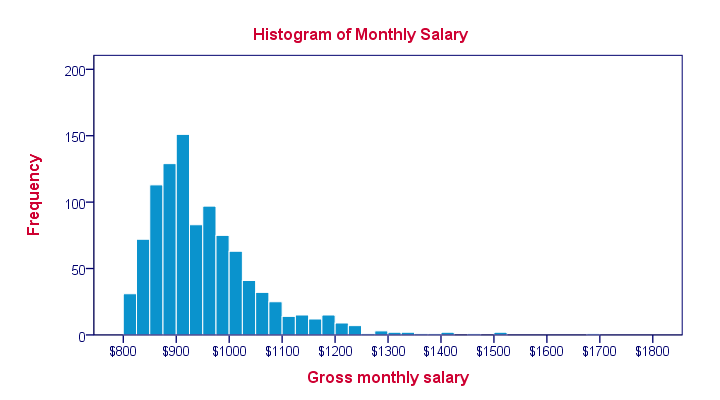 Histogram of Monthly Salary
200
150
100
50
0
Frequency
$800 $900 $1000 $1100 $1200 $1300 $1400 $1500 $1600 $1700 $1800
Gross monthly salary